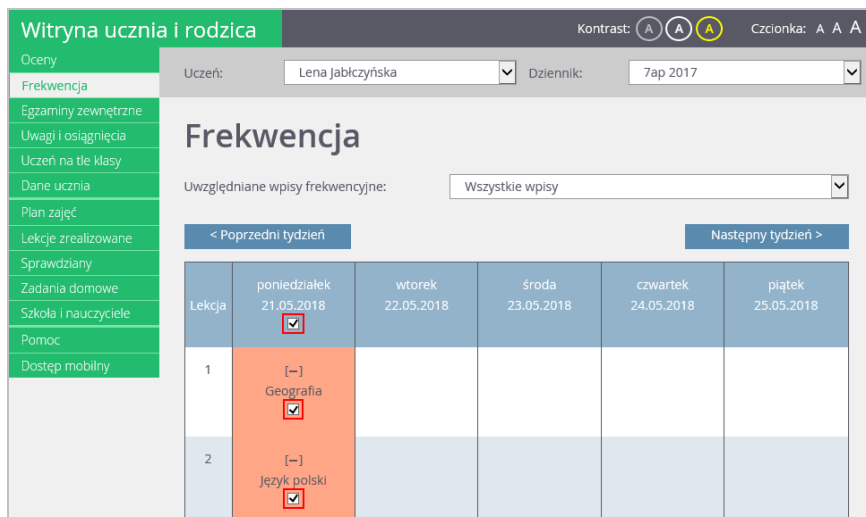 Witryna ucznia i rodzica
Kontrast: A A A Czcionka: A A A
Oceny
Frekwencja
Egzaminy zewnętrzne
Uwagi i osiągnięcia
Uczeń na tle klasy
Dane ucznia
Plan zajęć
Lekcje zrealizowane
Sprawdziany
Zadania domowe
Szkoła i nauczyciele
Pomoc
Dostęp mobilny
Uczeń: Lena Jabłczyńska Dziennik: 7ap 2017
Frekwencja
Uwzględniane wpisy frekwencyjne: Wszystkie wpisy
< Poprzedni tydzień Następny tydzień >
Lekcja
poniedziałek
21.05.2018
wtorek
22.05.2018
środa
23.05.2018
czwartek
24.05.2018
piątek
25.05.2018
1 [−]
Geografia
2 [−]
Język polski